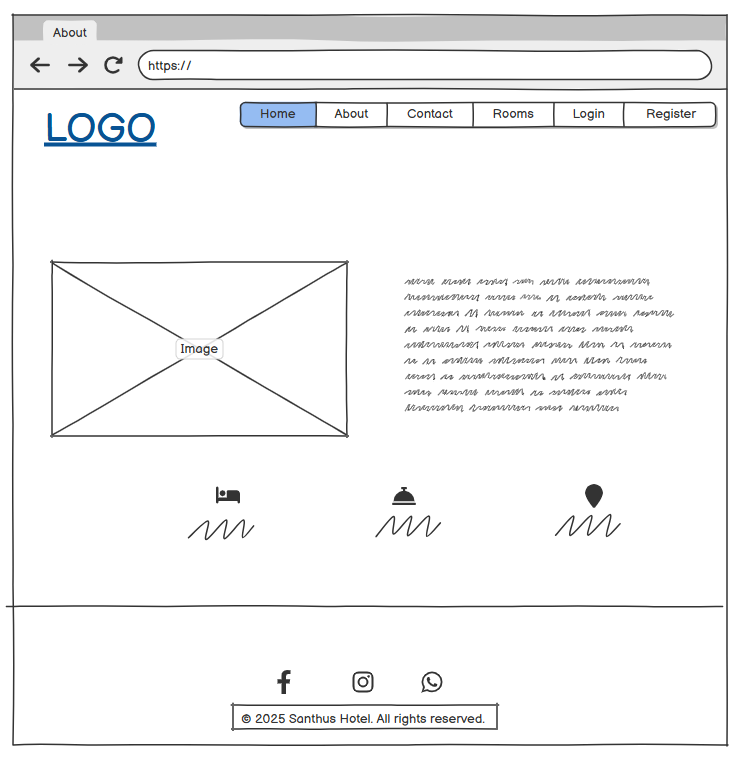 About
https://
LOGO
Home About Contact Rooms Login Register
Image
© 2025 Santhus Hotel. All rights reserved.